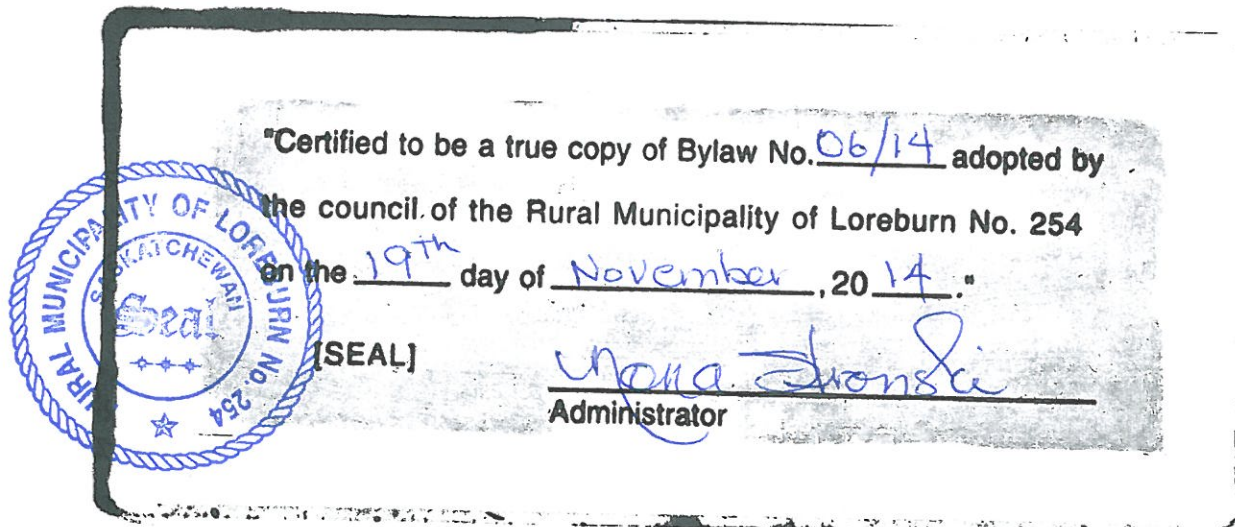 "Certified to be a true copy of Bylaw No. 06/14 adopted by
the council of the Rural Municipality of Loreburn No. 254
on the 19th day of November, 20 14."
[SEAL]
Administrator
RURAL MUNICIPALITY OF LOREBURN No. 254
SASKATCHEWAN
Seal